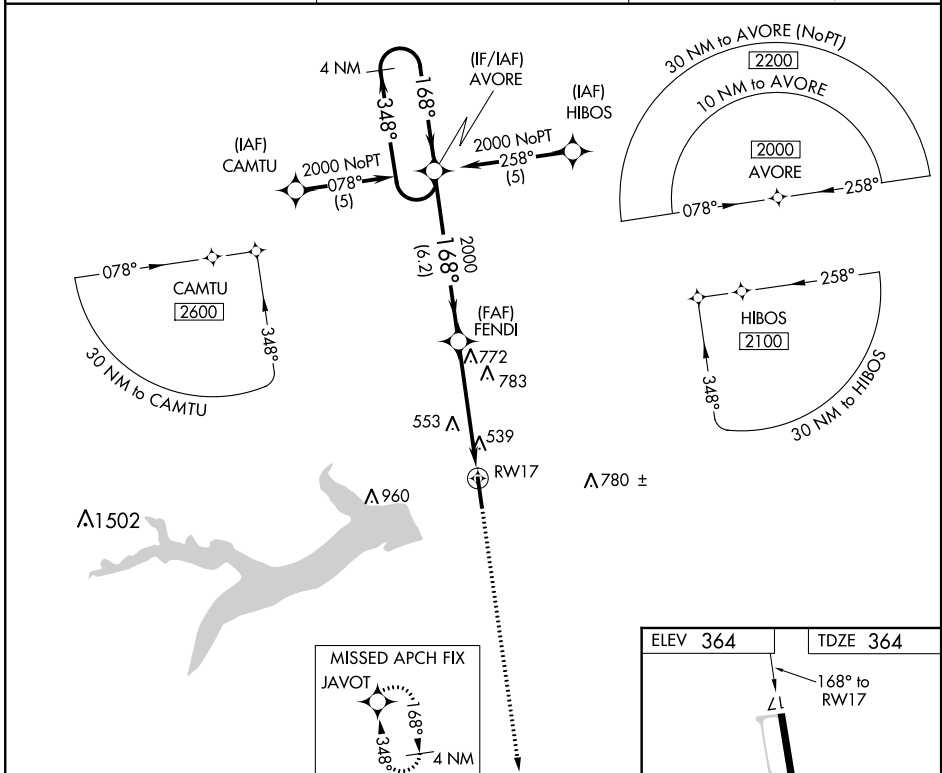 4 NM
168°
348°
(IF/IAF)
AVORE
(IAF)
HIBOS
2000 NoPT
258°
(5)
(IAF)
CAMTU
2000 NoPT
078°
(5)
30 NM to AVORE (NoPT)
2200
10 NM to AVORE
2000
AVORE
078°
258°
2000
168°
(6.2)
078°
CAMTU
2600
348°
30 NM to CAMTU
258°
HIBOS
2100
348°
30 NM to HIBOS
(FAF)
FENDI
772
783
553
539
RW17
780 ±
960
1502
MISSED APCH FIX
JAVOT
168°
348°
4 NM
ELEV 364
TDZE 364
168° to
RW17
17